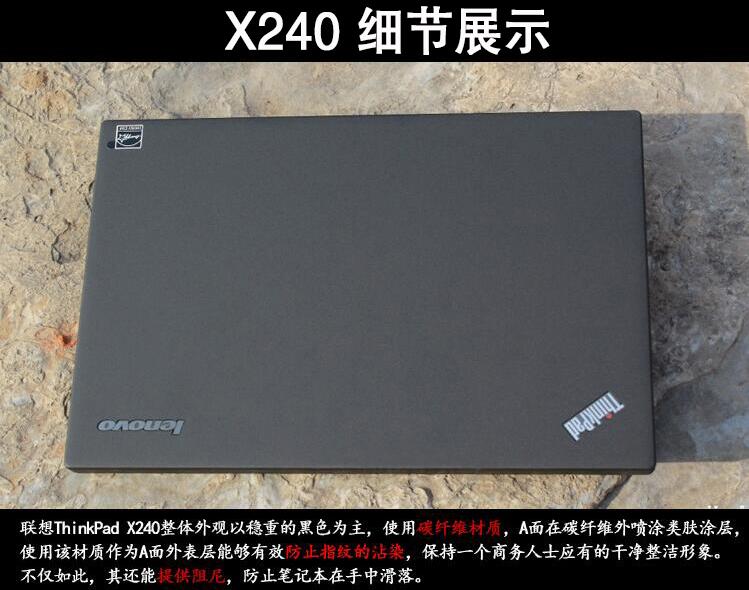 X240 细节展示
lenovo
ThinkPad
联想ThinkPad X240整体外观以稳重的黑色为主，使用碳纤维材质，A面在碳纤维外喷涂类肤涂层，
使用该材质作为A面外表层能够有效防止指纹的沾染，保持一个商务人士应有的干净整洁形象。
不仅如此，其还能提供阻尼，防止笔记本在手中滑落。